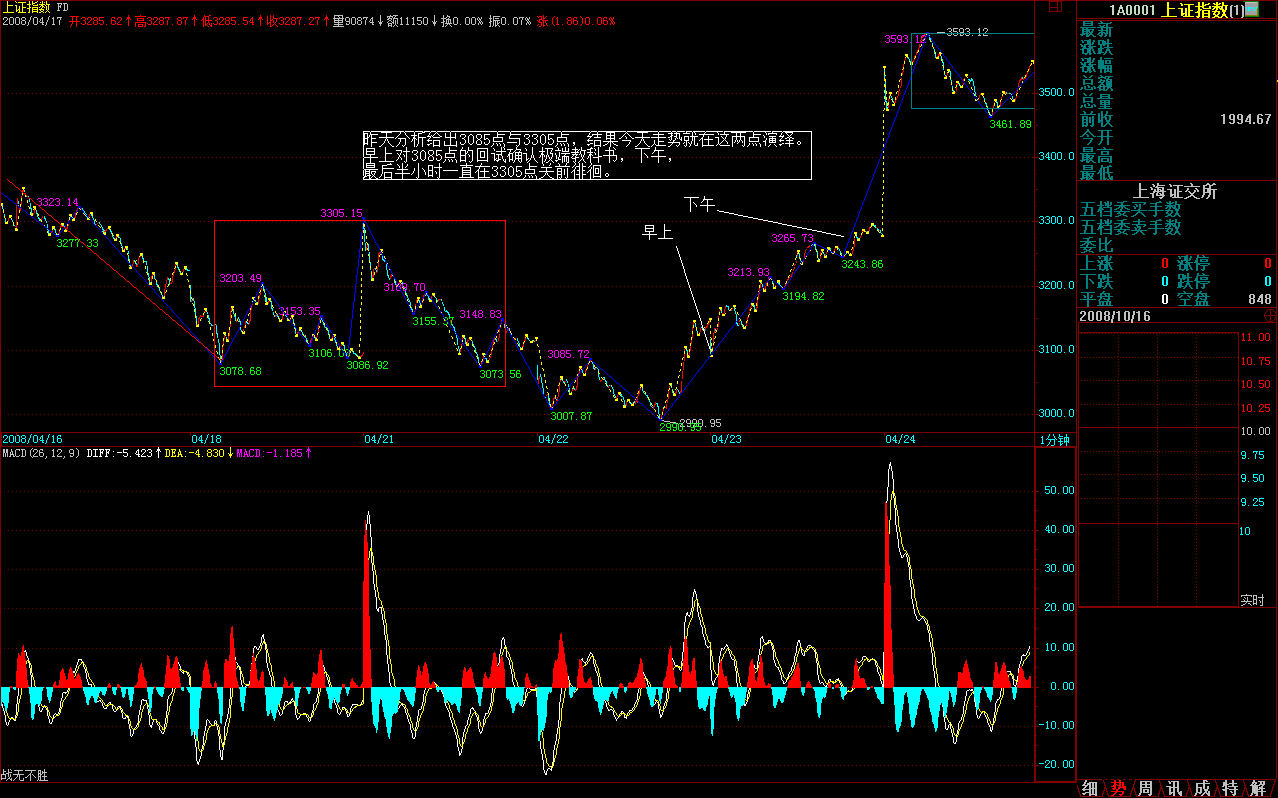 上证指数 FD
2008/04/17 开3285.62↑高3287.87↑低3285.54↑收3287.27↑量90874↓额11150↓换0.00% 振0.07% 涨(1.86)0.06%
1A0001 上证指数(1)
最新
涨跌
涨幅
总额
总量
前收 1994.67
今开
最高
最低
上海证交所
五档委买手数
五档委卖手数
委比
上涨 0 涨停 0
下跌 0 跌停 0
平盘 0 空盘 848
2008/10/16
11.00
10.75
10.50
10.25
10.00
9.75
9.50
9.25
10
实时
昨天分析给出3085点与3305点，结果今天走势就在这两点演绎。
早上对3085点的回试确认极端教科书，下午，
最后半小时一直在3305点关前徘徊。
下午
早上
3593.12
3593.12
3461.89
3323.14
3277.33
3305.15
3203.49
3153.35
3078.68
3106.0
3086.92
3155.3
3148.83
3073.56
3085.72
3007.87
2990.95
2990.95
3213.93
3265.73
3194.82
3243.86
3500.0
3400.0
3300.0
3200.0
3100.0
3000.0
2008/04/16 04/18 04/21 04/22 04/23 04/24 1分钟
MACD(26,12,9) DIFF:-5.423↑DEA:-4.830↓MACD:-1.185↑
50.00
40.00
30.00
20.00
10.00
0.00
-10.00
-20.00
战无不胜
细 势 周 讯 成 特 解